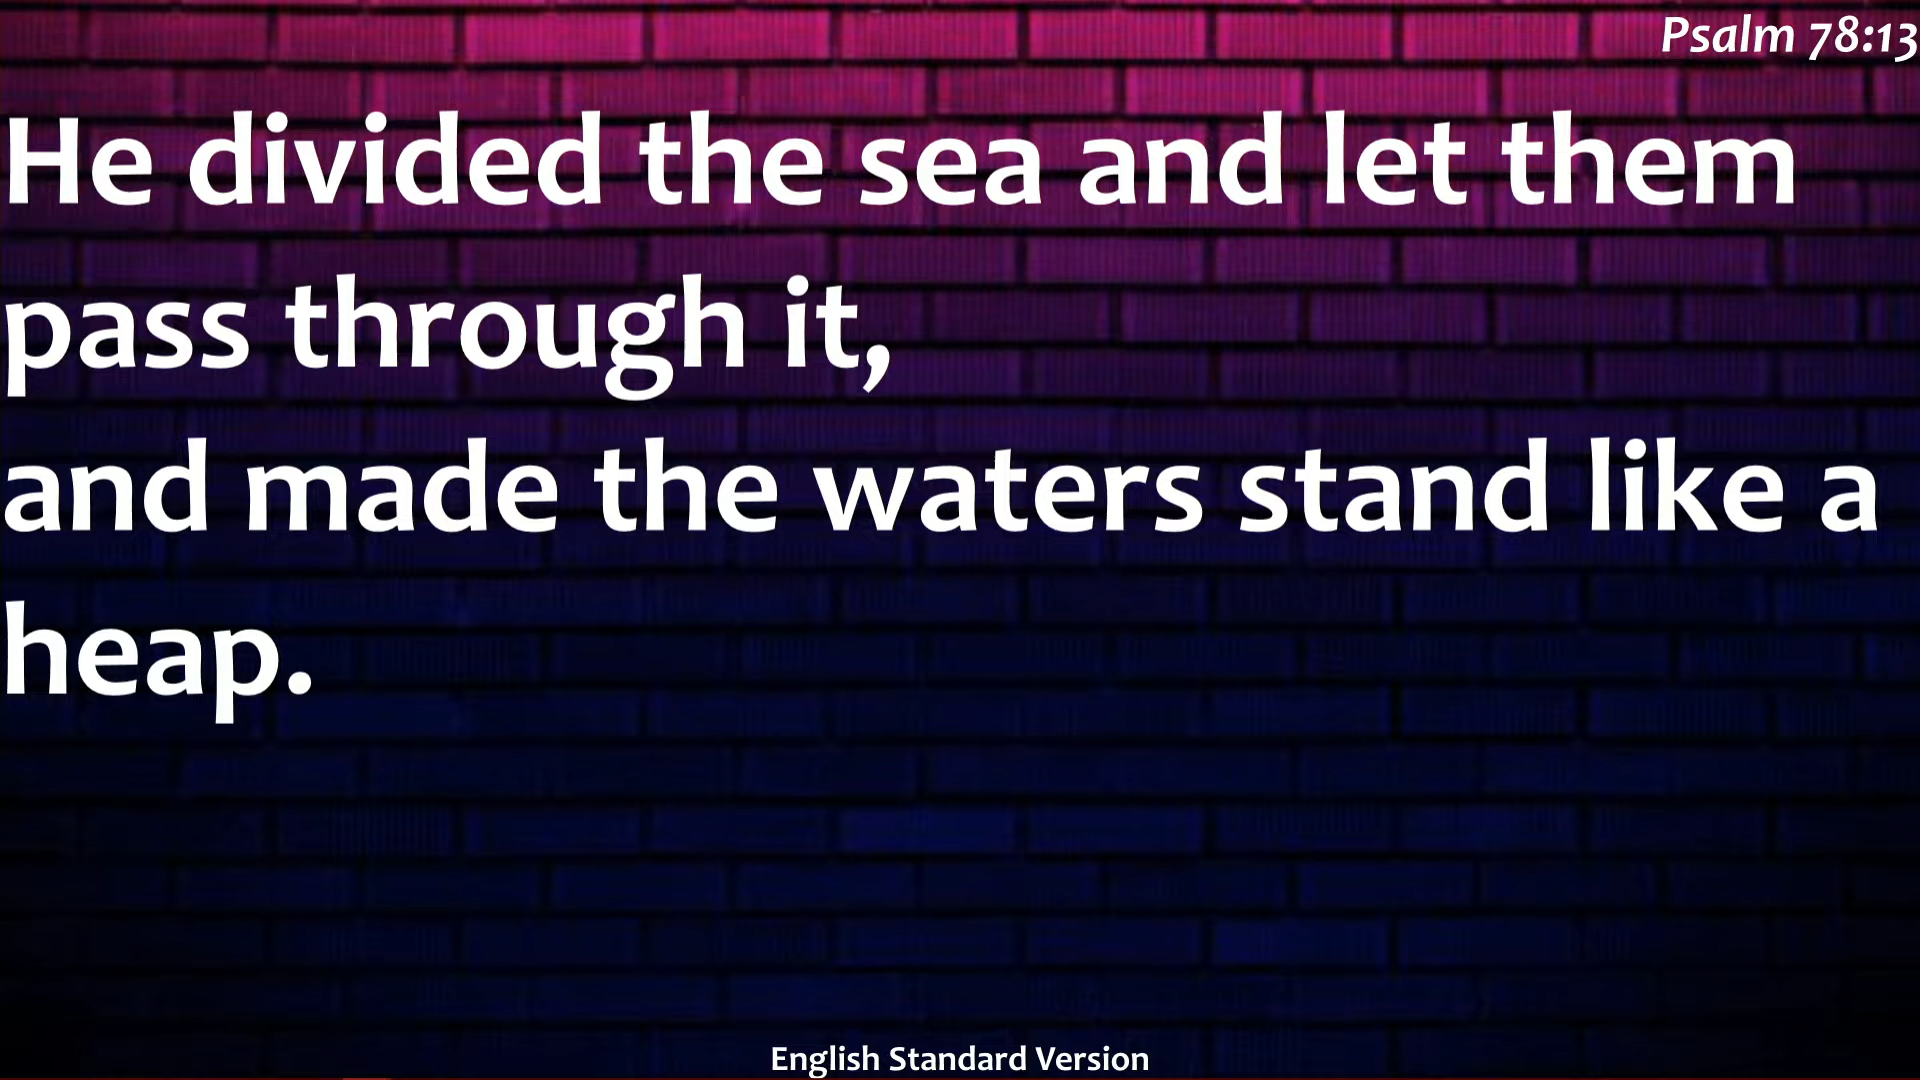 Psalm 78:13
He divided the sea and let them
pass through it,
and made the waters stand like a
heap.
English Standard Version